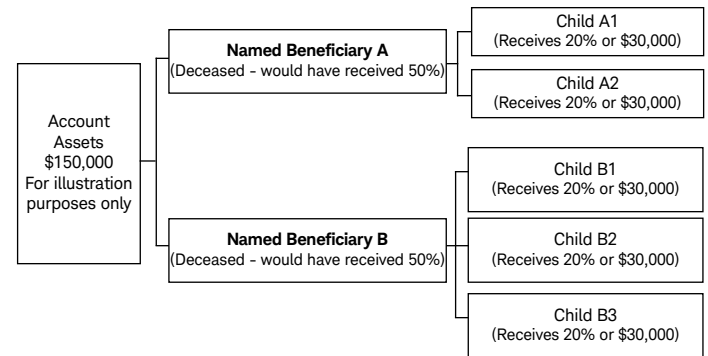 Account
Assets
$150,000
For illustration
purposes only
Named Beneficiary A
(Deceased - would have received 50%)
Child A1
(Receives 20% or $30,000)
Child A2
(Receives 20% or $30,000)
Named Beneficiary B
(Deceased - would have received 50%)
Child B1
(Receives 20% or $30,000)
Child B2
(Receives 20% or $30,000)
Child B3
(Receives 20% or $30,000)